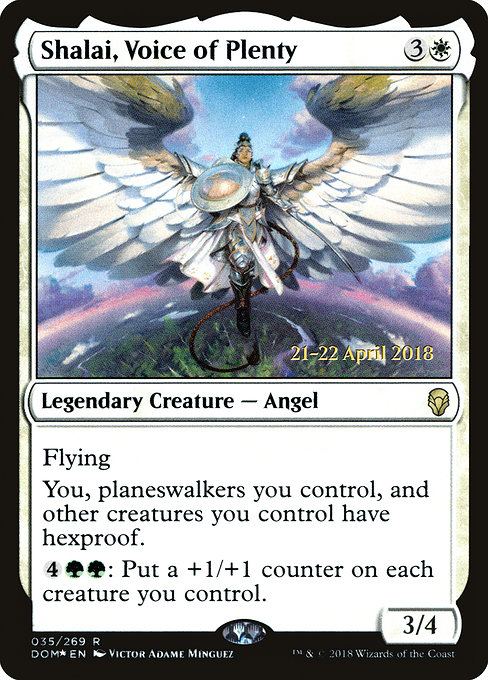 Shalai, Voice of Plenty 3
21–22 April 2018
Legendary Creature — Angel
Flying
You, planeswalkers you control, and
other creatures you control have
hexproof.
4: Put a +1/+1 counter on each
creature you control.
3/4
035/269 R
DOM★EN Victor Adame Minguez ™ & © 2018 Wizards of the Coast